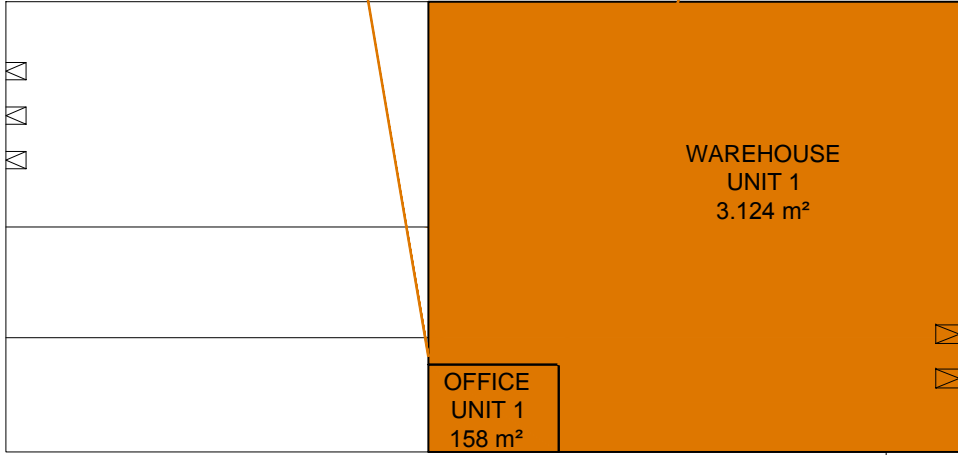 WAREHOUSE
UNIT 1
3.124 m²
OFFICE
UNIT 1
158 m²